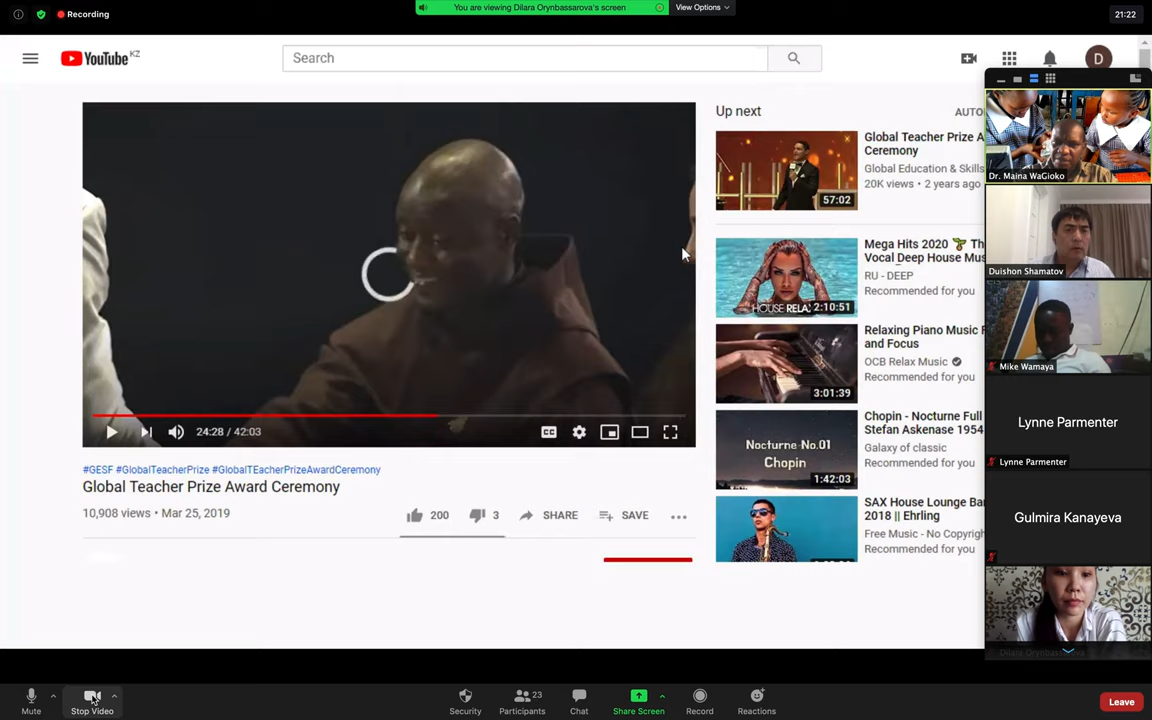 Recording
You are viewing Dilara Orynbassarova's screen
View Options
21:22
YouTube KZ
Search
D
Up next
AUTO
Global Teacher Prize A
Ceremony
Global Education & Skills
20K views • 2 years ago
57:02
Mega Hits 2020 🌱 Th
Vocal Deep House Mus
RU - DEEP
Recommended for you
HOUSE RELA
2:10:51
Relaxing Piano Music F
and Focus
OCB Relax Music
Recommended for you
3:01:39
Chopin - Nocturne Full
Stefan Askenase 1954
Galaxy of classic
Recommended for you
Nocturne No.01
Chopin
1:42:03
SAX House Lounge Bar
2018 || Ehrling
Free Music - No Copyrigh
Recommended for you
24:28 / 42:03
CC
#GESF #GlobalTeacherPrize #GlobalTEacherPrizeAwardCeremony
Global Teacher Prize Award Ceremony
10,908 views • Mar 25, 2019
200
3
SHARE
SAVE
Dr. Maina WaGioko
Duishon Shamatov
Mike Wamaya
Lynne Parmenter
Lynne Parmenter
Gulmira Kanayeva
Dilara Orynbassarova
Mute
Stop Video
Security
Participants
23
Chat
Share Screen
Record
Reactions
Leave